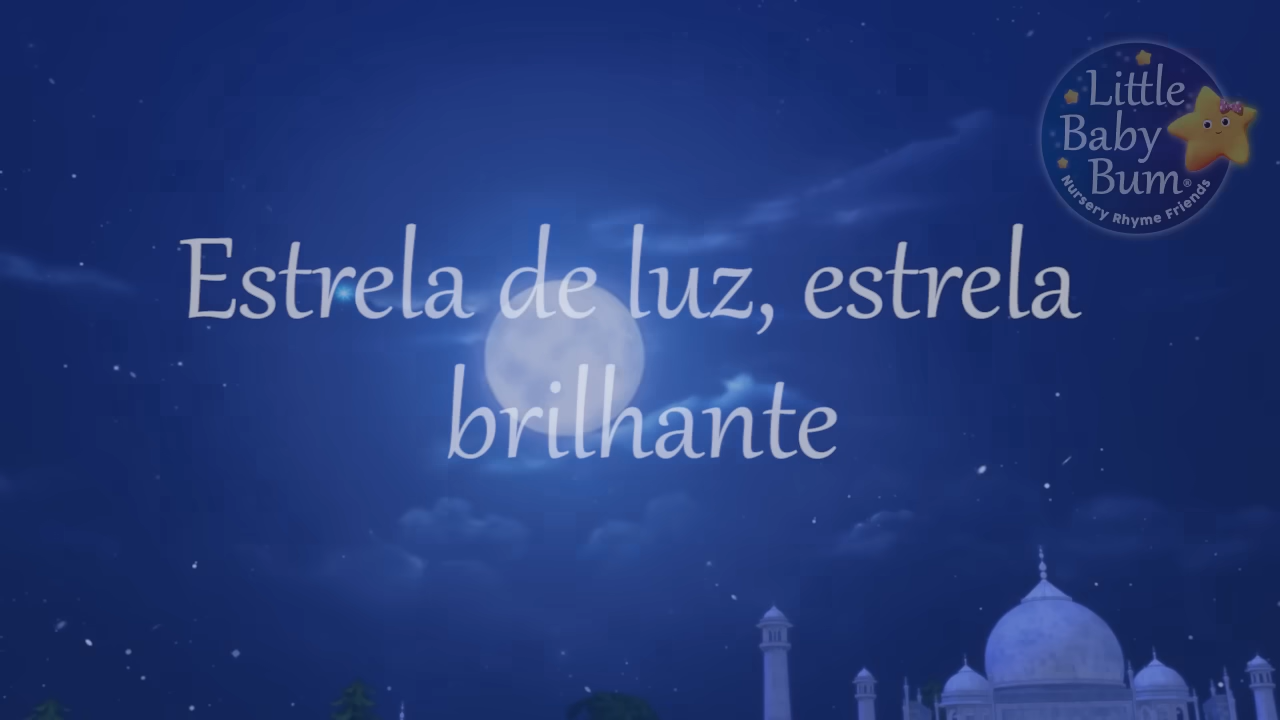 Little
Baby
Bum®
Nursery Rhyme Friends
Estrela de luz, estrela
brilhante